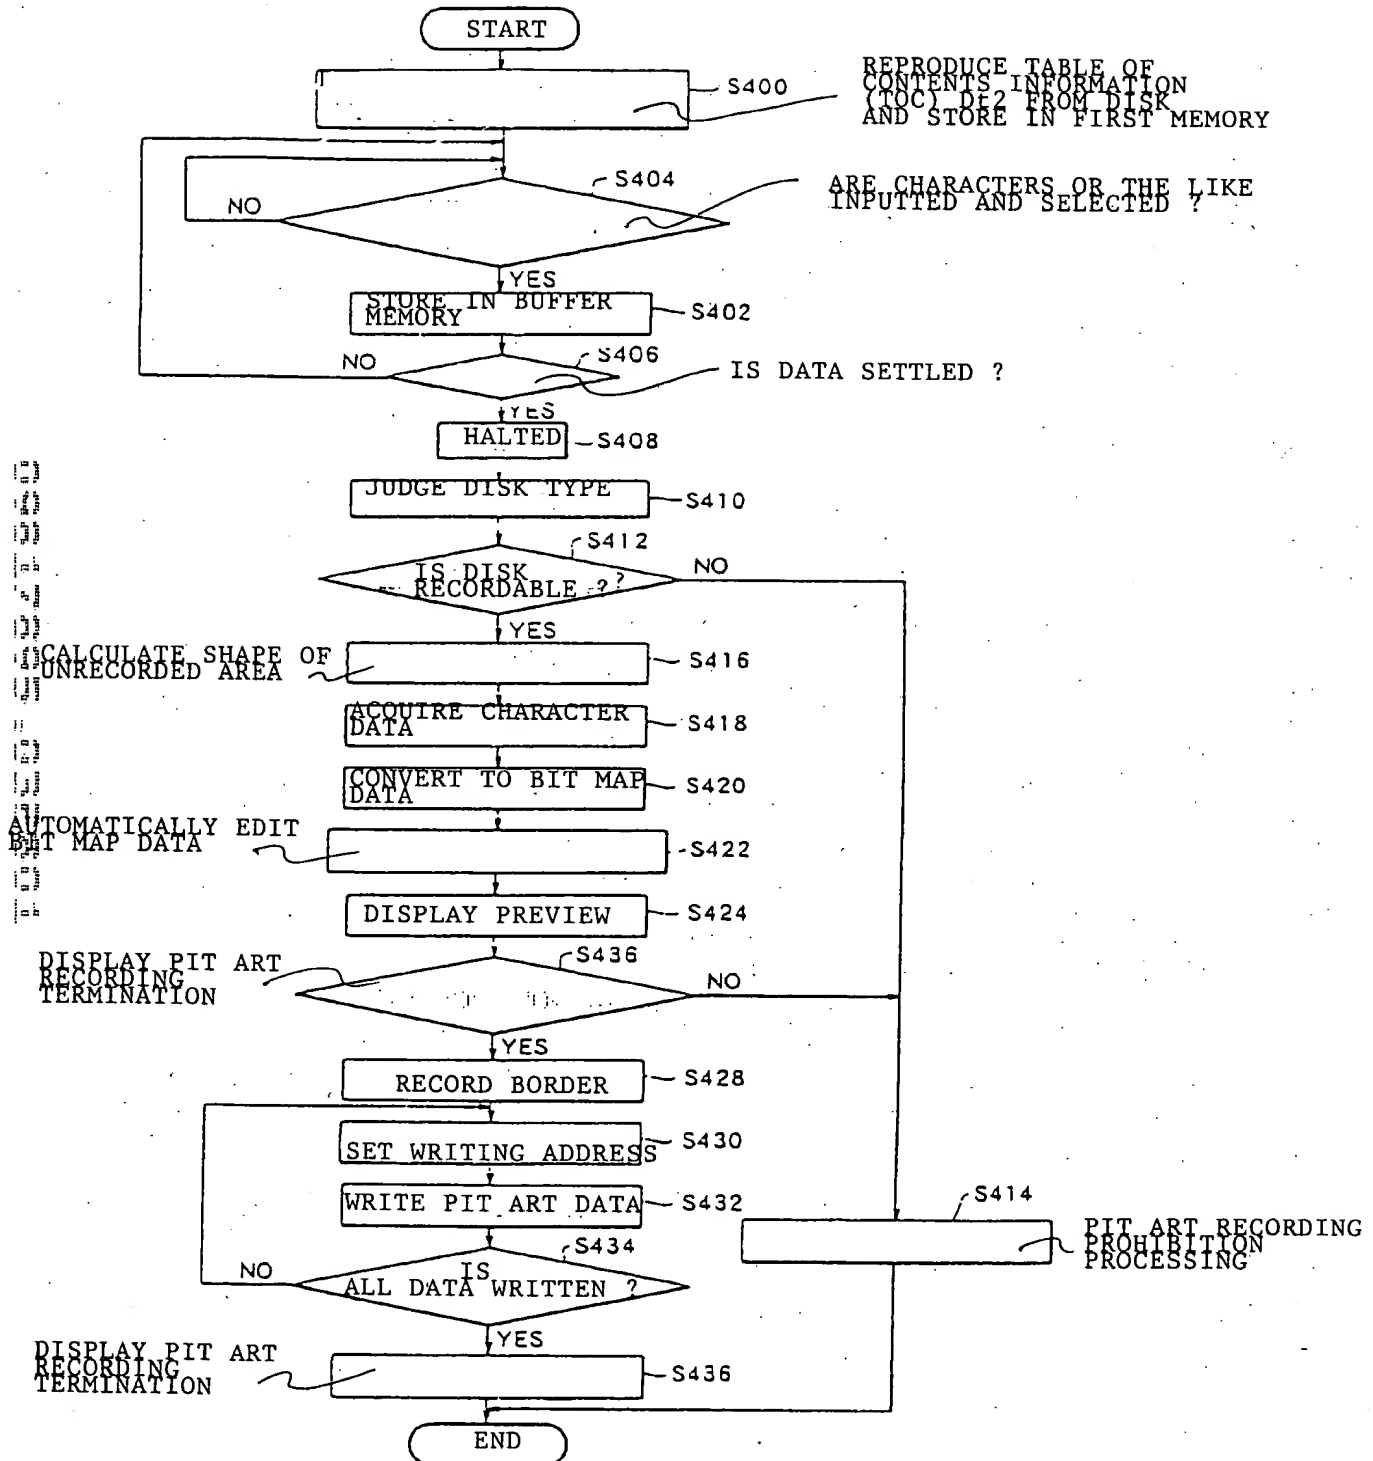 START
S400
REPRODUCE TABLE OF
CONTENTS INFORMATION
(TOC) Dt2 FROM DISK
AND STORE IN FIRST MEMORY
S404
ARE CHARACTERS OR THE LIKE
INPUTTED AND SELECTED ?
NO
YES
STORE IN BUFFER
MEMORY
S402
NO
S406
IS DATA SETTLED ?
YES
HALTED
S408
JUDGE DISK TYPE
S410
S412
IS DISK
RECORDABLE ??
NO
YES
CALCULATE SHAPE OF
UNRECORDED AREA
S416
ACQUIRE CHARACTER
DATA
S418
CONVERT TO BIT MAP
DATA
S420
AUTOMATICALLY EDIT
BIT MAP DATA
S422
DISPLAY PREVIEW
S424
DISPLAY PIT ART
RECORDING
TERMINATION
S436
NO
YES
RECORD BORDER
S428
SET WRITING ADDRESS
S430
WRITE PIT ART DATA
S432
S434
IS
ALL DATA WRITTEN ?
NO
YES
S414
PIT ART RECORDING
PROHIBITION
PROCESSING
DISPLAY PIT ART
RECORDING
TERMINATION
S436
END